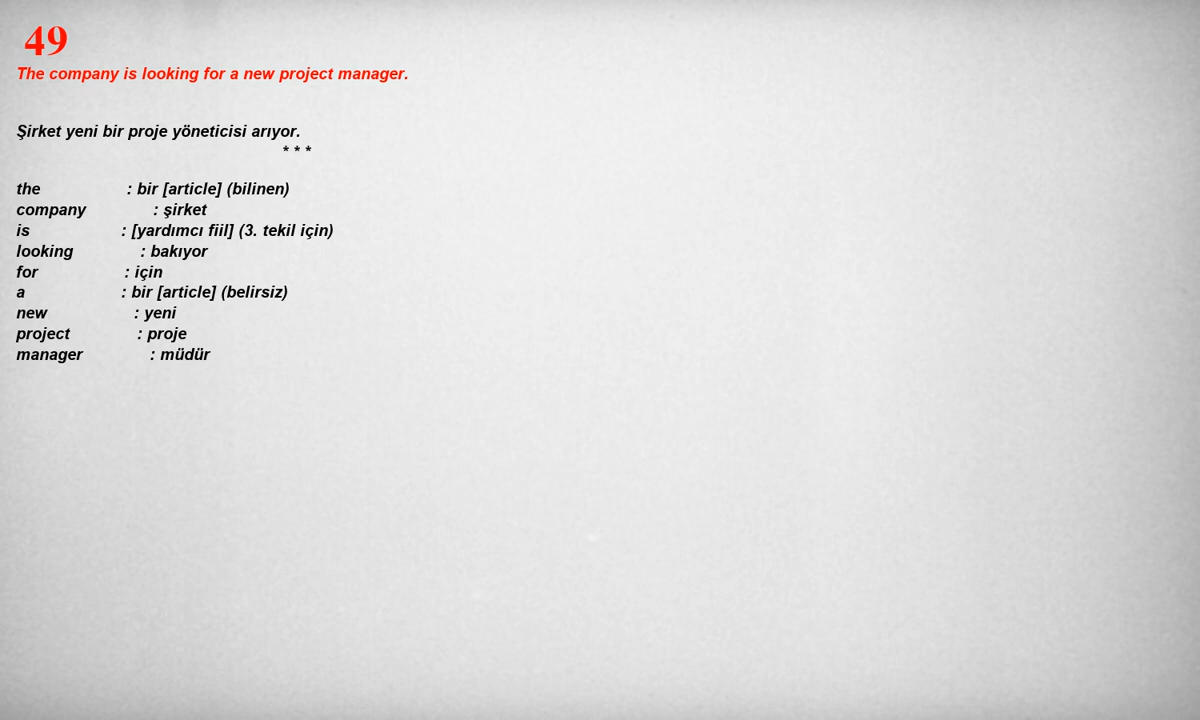 49
The company is looking for a new project manager.
Şirket yeni bir proje yöneticisi arıyor.
* * *
the : bir [article] (bilinen)
company : şirket
is : [yardımcı fiil] (3. tekil için)
looking : bakıyor
for : için
a : bir [article] (belirsiz)
new : yeni
project : proje
manager : müdür